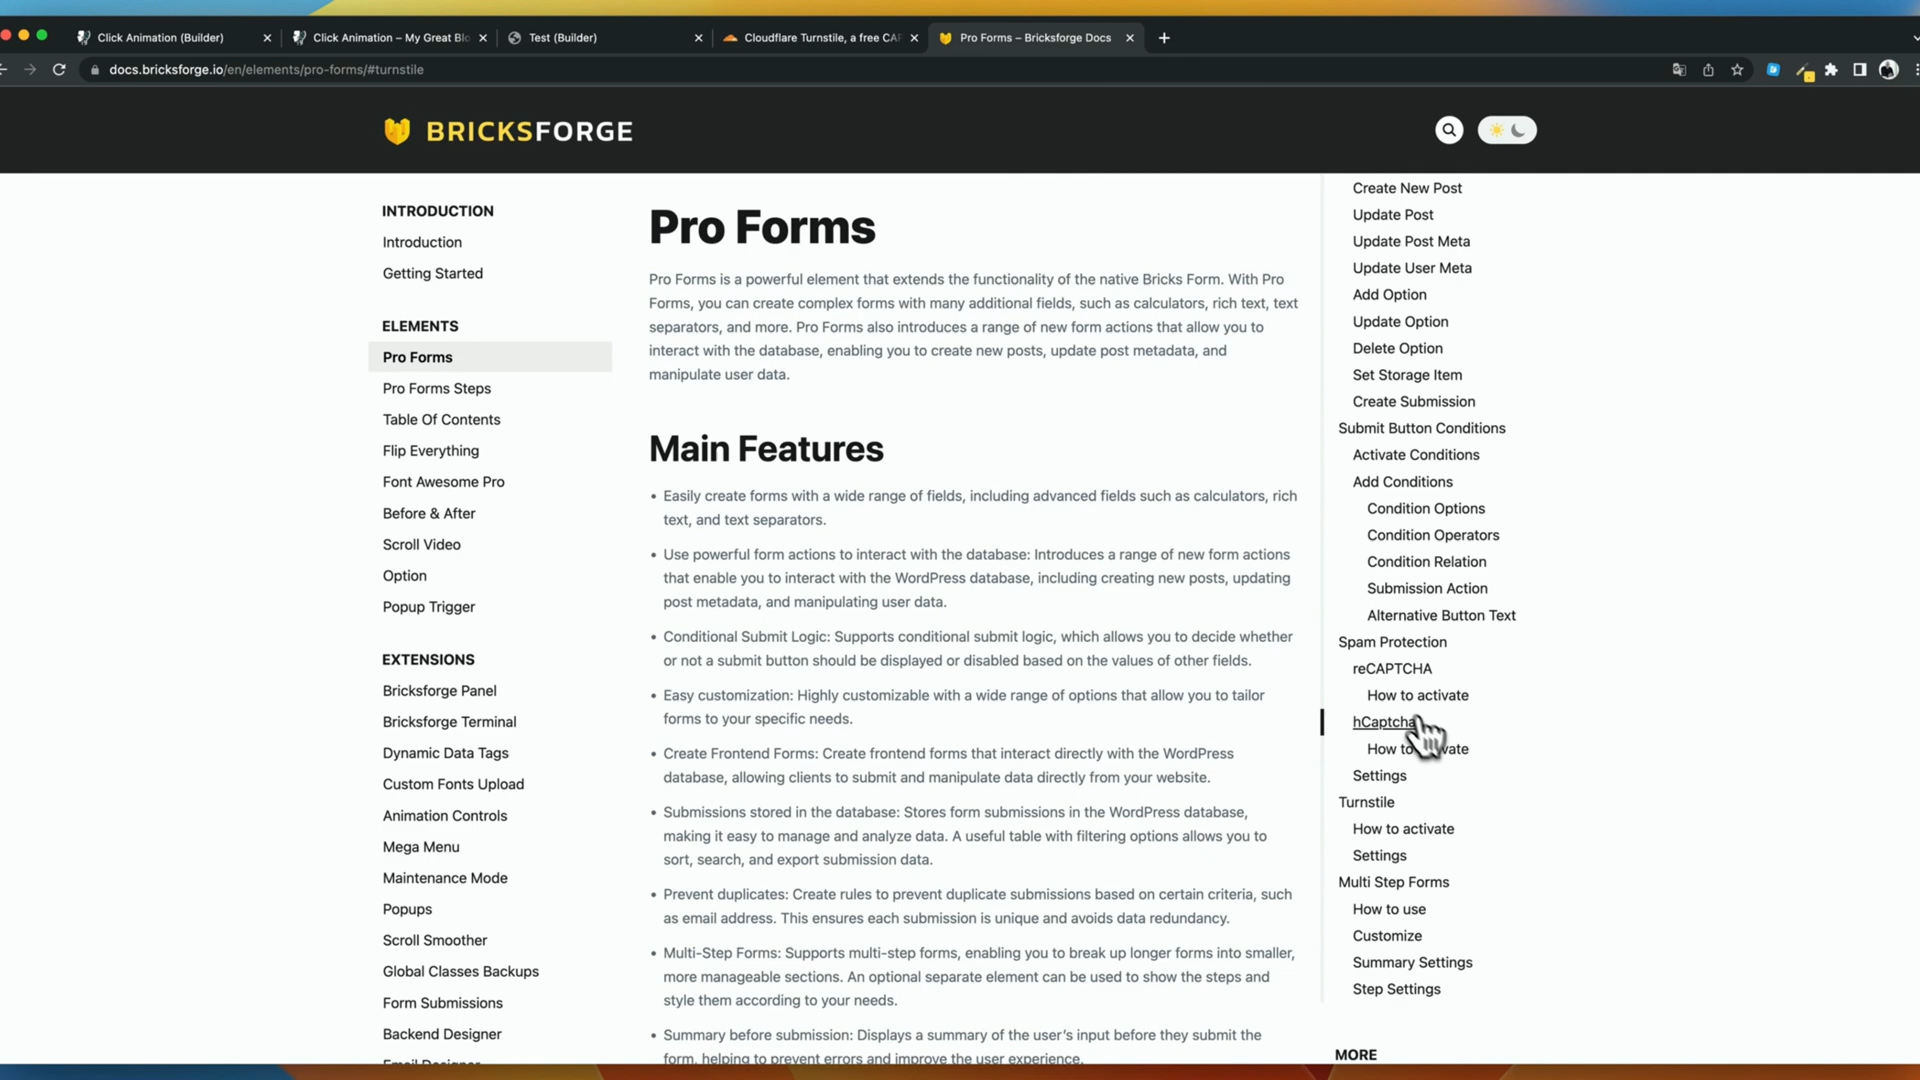 Click Animation (Builder)
Click Animation – My Great Blo
Test (Builder)
Cloudflare Turnstile, a free CAP
Pro Forms – Bricksforge Docs
docs.bricksforge.io/en/elements/pro-forms/#turnstile
BRICKSFORGE
INTRODUCTION
Introduction
Getting Started
ELEMENTS
Pro Forms
Pro Forms Steps
Table Of Contents
Flip Everything
Font Awesome Pro
Before & After
Scroll Video
Option
Popup Trigger
EXTENSIONS
Bricksforge Panel
Bricksforge Terminal
Dynamic Data Tags
Custom Fonts Upload
Animation Controls
Mega Menu
Maintenance Mode
Popups
Scroll Smoother
Global Classes Backups
Form Submissions
Backend Designer
Email Designer
Pro Forms
Pro Forms is a powerful element that extends the functionality of the native Bricks Form. With Pro
Forms, you can create complex forms with many additional fields, such as calculators, rich text, text
separators, and more. Pro Forms also introduces a range of new form actions that allow you to
interact with the database, enabling you to create new posts, update post metadata, and
manipulate user data.
Main Features
• Easily create forms with a wide range of fields, including advanced fields such as calculators, rich
text, and text separators.
• Use powerful form actions to interact with the database: Introduces a range of new form actions
that enable you to interact with the WordPress database, including creating new posts, updating
post metadata, and manipulating user data.
• Conditional Submit Logic: Supports conditional submit logic, which allows you to decide whether
or not a submit button should be displayed or disabled based on the values of other fields.
• Easy customization: Highly customizable with a wide range of options that allow you to tailor
forms to your specific needs.
• Create Frontend Forms: Create frontend forms that interact directly with the WordPress
database, allowing clients to submit and manipulate data directly from your website.
• Submissions stored in the database: Stores form submissions in the WordPress database,
making it easy to manage and analyze data. A useful table with filtering options allows you to
sort, search, and export submission data.
• Prevent duplicates: Create rules to prevent duplicate submissions based on certain criteria, such
as email address. This ensures each submission is unique and avoids data redundancy.
• Multi-Step Forms: Supports multi-step forms, enabling you to break up longer forms into smaller,
more manageable sections. An optional separate element can be used to show the steps and
style them according to your needs.
• Summary before submission: Displays a summary of the user's input before they submit the
form, helping to prevent errors and improve the user experience.
Create New Post
Update Post
Update Post Meta
Update User Meta
Add Option
Update Option
Delete Option
Set Storage Item
Create Submission
Submit Button Conditions
Activate Conditions
Add Conditions
Condition Options
Condition Operators
Condition Relation
Submission Action
Alternative Button Text
Spam Protection
reCAPTCHA
How to activate
hCaptcha
How to activate
Settings
Turnstile
How to activate
Settings
Multi Step Forms
How to use
Customize
Summary Settings
Step Settings
MORE